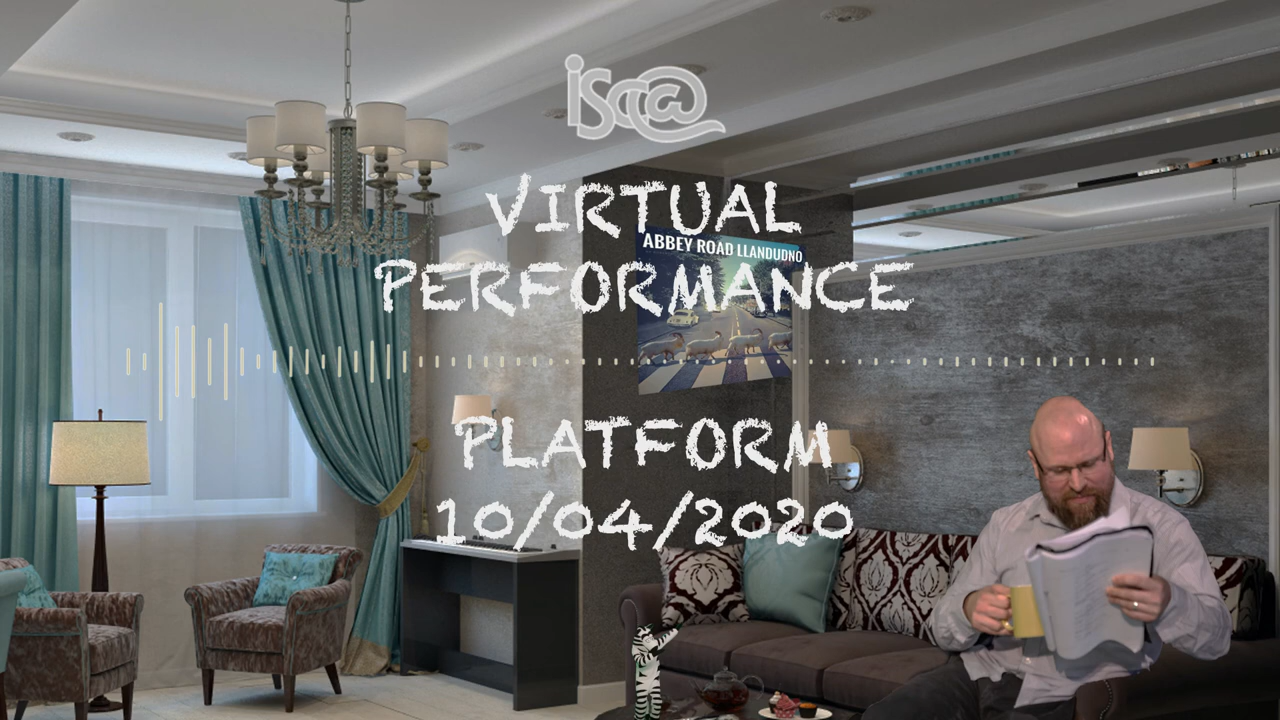 isca@
VIRTUAL
ABBEY ROAD LLANDUDNO
PERFORMANCE
PLATFORM
10/04/2020